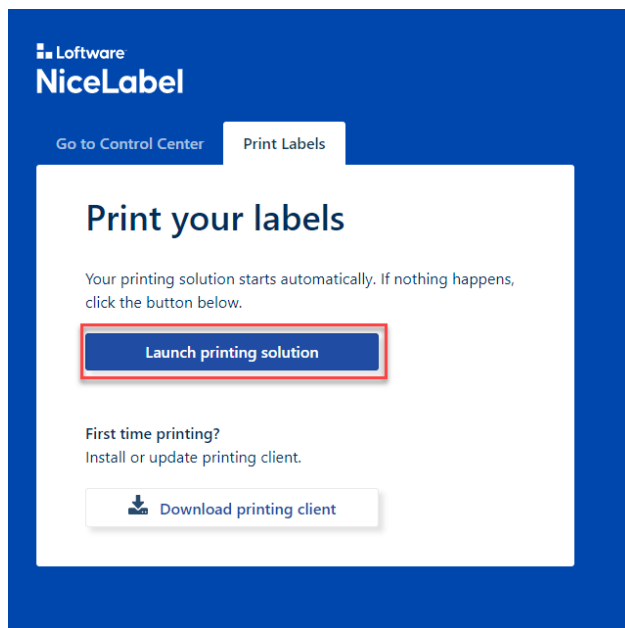 Loftware
NiceLabel
Go to Control Center
Print Labels
Print your labels
Your printing solution starts automatically. If nothing happens,
click the button below.
Launch printing solution
First time printing?
Install or update printing client.
Download printing client